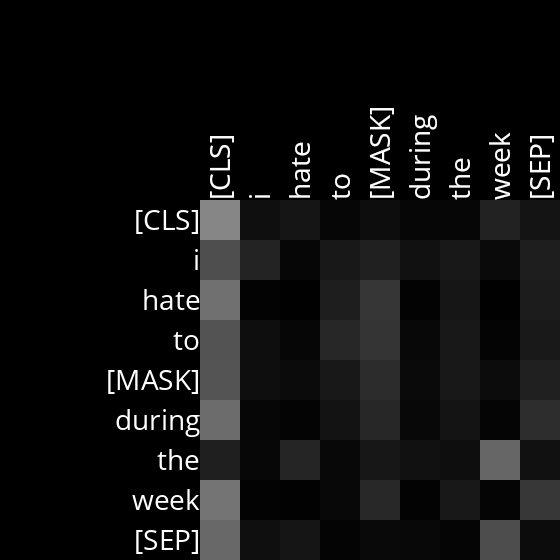 [CLS] i hate to [MASK] during the week [SEP]
[CLS]
i
hate
to
[MASK]
during
the
week
[SEP]